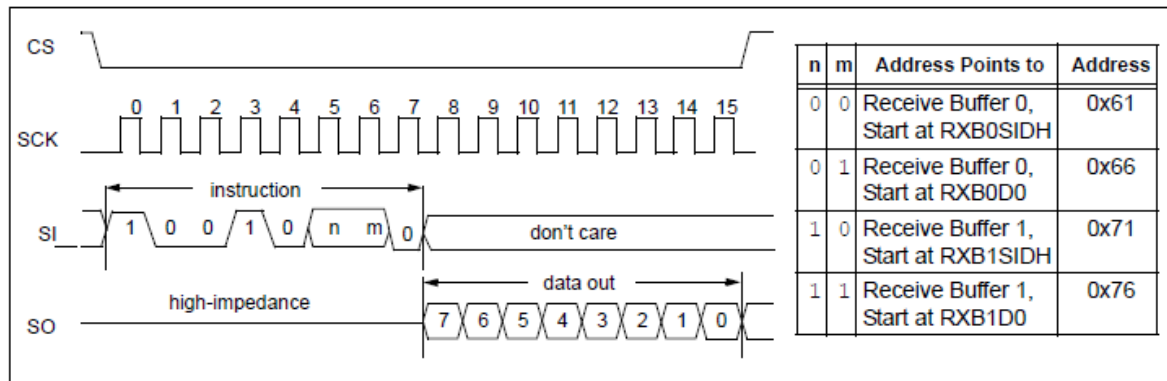 CS
0 1 2 3 4 5 6 7 8 9 10 11 12 13 14 15
SCK
instruction
SI 1 0 0 1 0 n m 0 don't care
data out
high-impedance
SO 7 6 5 4 3 2 1 0
n m Address Points to Address
0 0 Receive Buffer 0, 0x61
Start at RXB0SIDH
0 1 Receive Buffer 0, 0x66
Start at RXB0D0
1 0 Receive Buffer 1, 0x71
Start at RXB1SIDH
1 1 Receive Buffer 1, 0x76
Start at RXB1D0